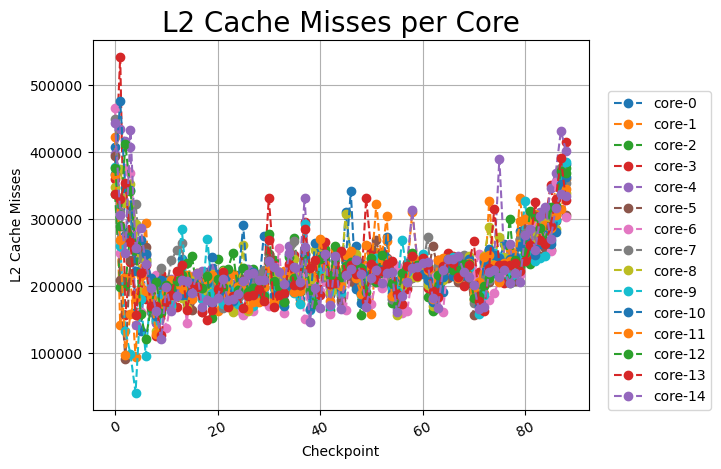 L2 Cache Misses per Core
500000
400000
300000
200000
100000
L2 Cache Misses
0
20
40
60
80
Checkpoint
core-0
core-1
core-2
core-3
core-4
core-5
core-6
core-7
core-8
core-9
core-10
core-11
core-12
core-13
core-14